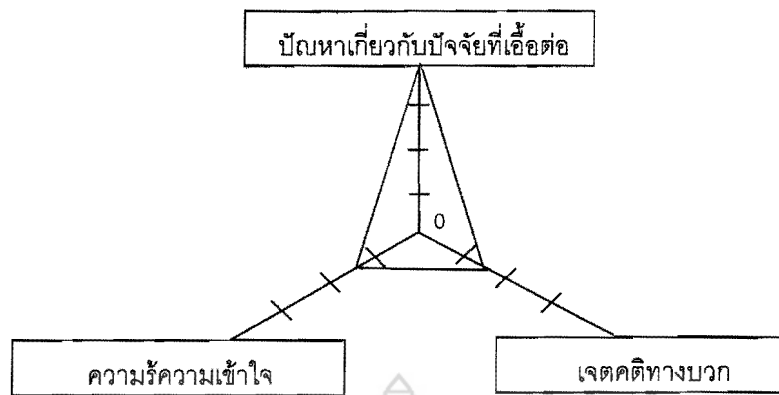 ปัญหาเกี่ยวกับปัจจัยที่เอื้อต่อ
0
ความรู้ความเข้าใจ
เจตคติทางบวก